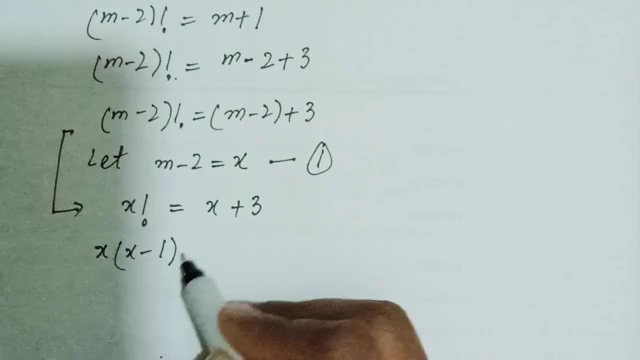 (m-2)! = m+1
(m-2)! = m-2+3
(m-2)! = (m-2)+3
Let m-2 = x — ①
x! = x+3
x(x-1)